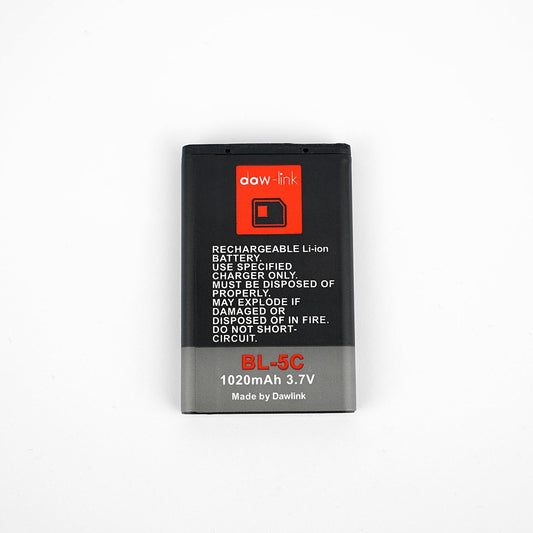 daw-link
RECHARGEABLE Li-ion
BATTERY.
USE SPECIFIED
CHARGER ONLY.
MUST BE DISPOSED OF
PROPERLY.
MAY EXPLODE IF
DAMAGED OR
DISPOSED OF IN FIRE.
DO NOT SHORT-
CIRCUIT.
BL-5C
1020mAh 3.7V
Made by Dawlink